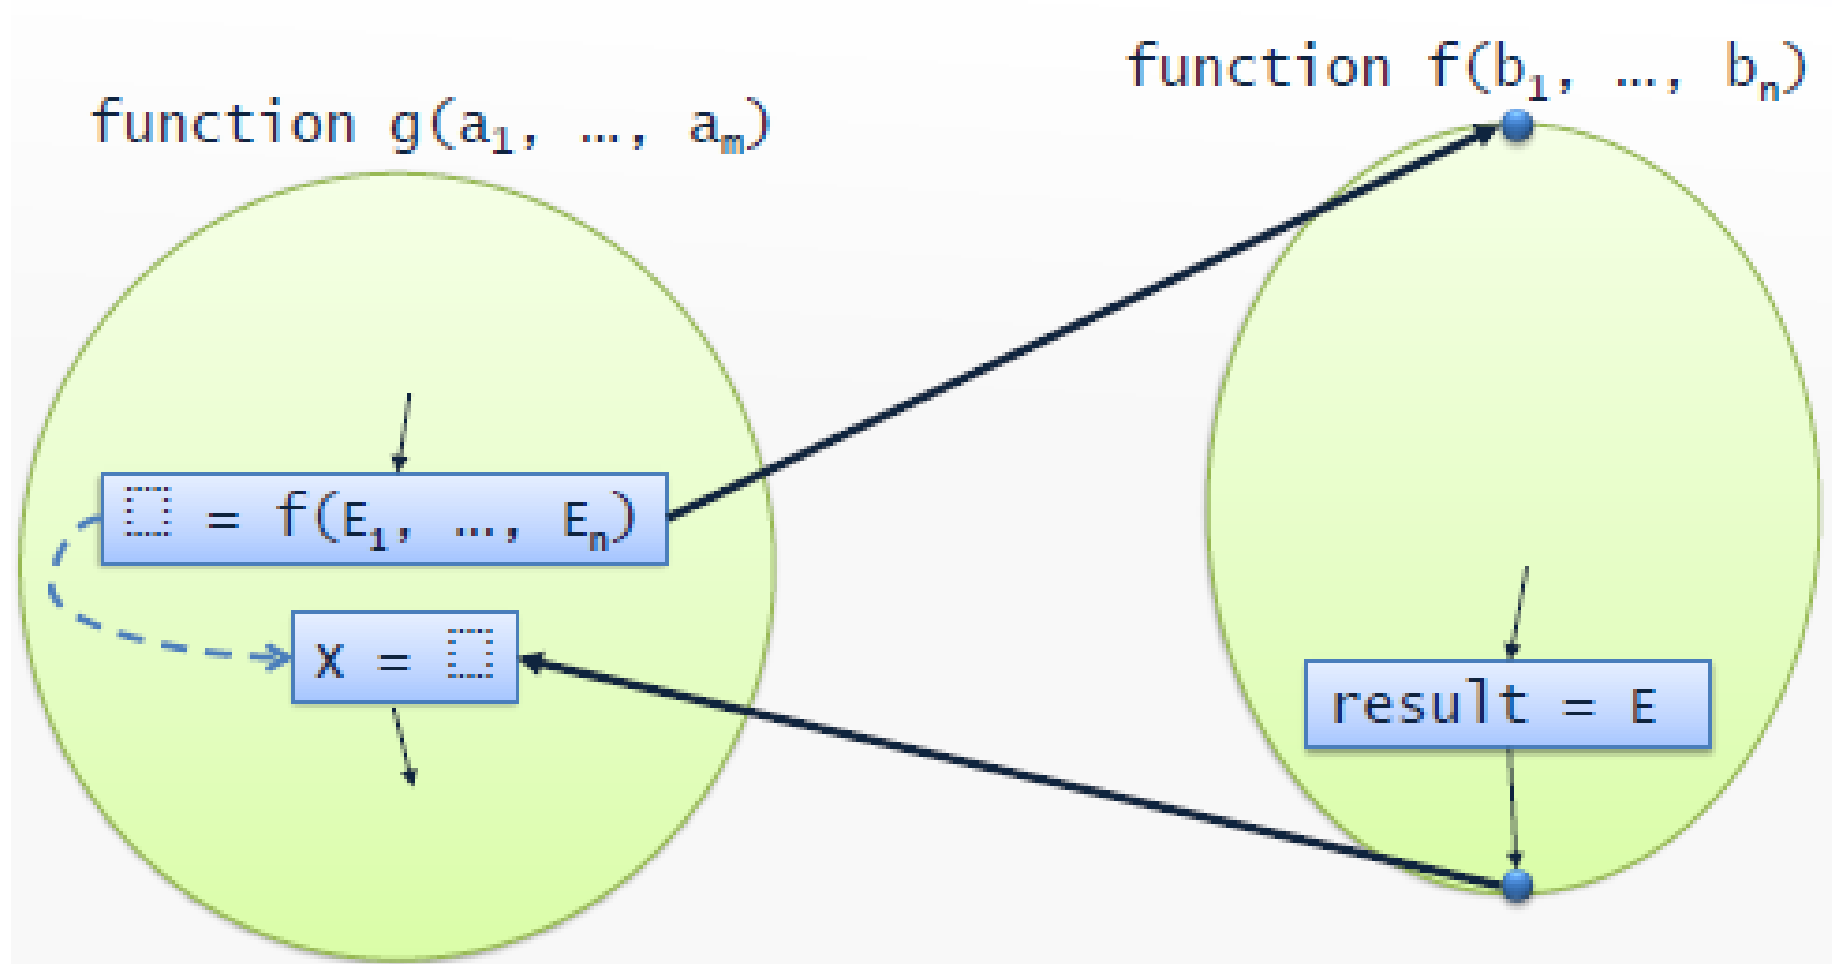 function f(b₁, …, bₙ)
function g(a₁, …, aₘ)
⬚ = f(E₁, …, Eₙ)
x = ⬚
result = E